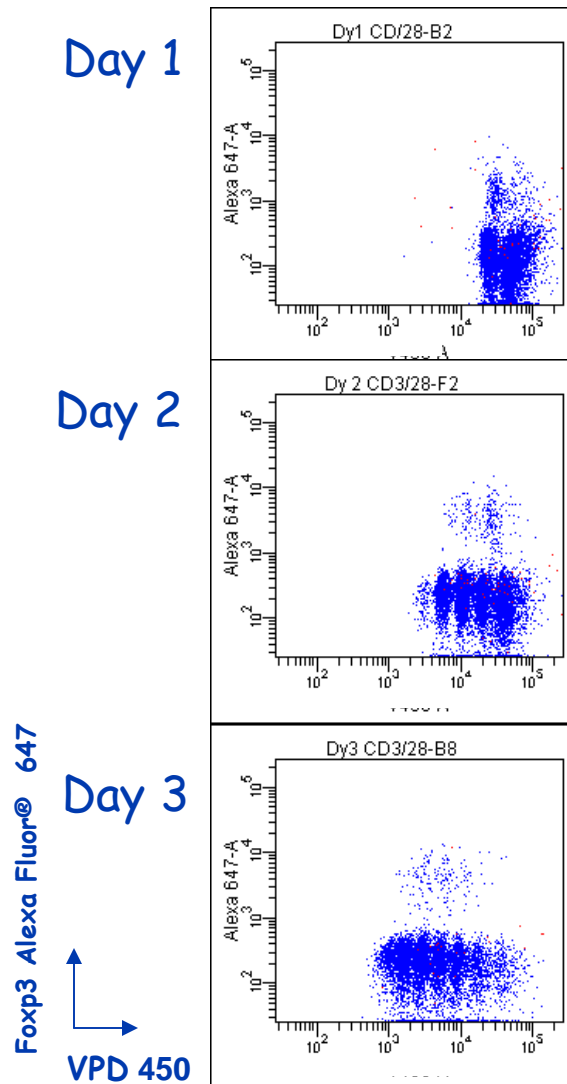 Day 1
Dy1 CD/28-B2
Alexa 647-A
10^5
10^4
10^3
10^2
10^2 10^3 10^4 10^5
Day 2
Dy 2 CD3/28-F2
Alexa 647-A
10^5
10^4
10^3
10^2
10^2 10^3 10^4 10^5
Day 3
Dy3 CD3/28-B8
Alexa 647-A
10^5
10^4
10^3
10^2
10^2 10^3 10^4 10^5
Foxp3 Alexa Fluor® 647
VPD 450